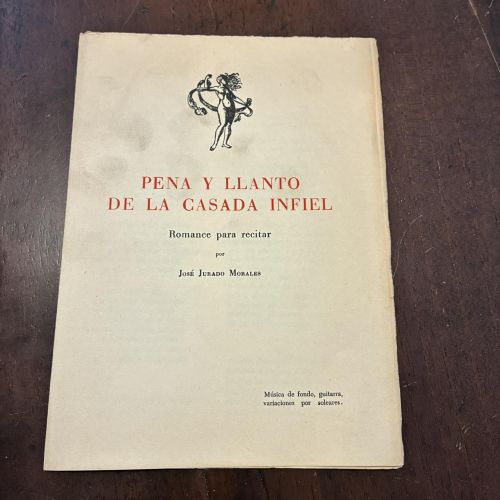 PENA Y LLANTO
DE LA CASADA INFIEL
Romance para recitar
por
José Jurado Morales
Música de fondo, guitarra,
variaciones por soleares.